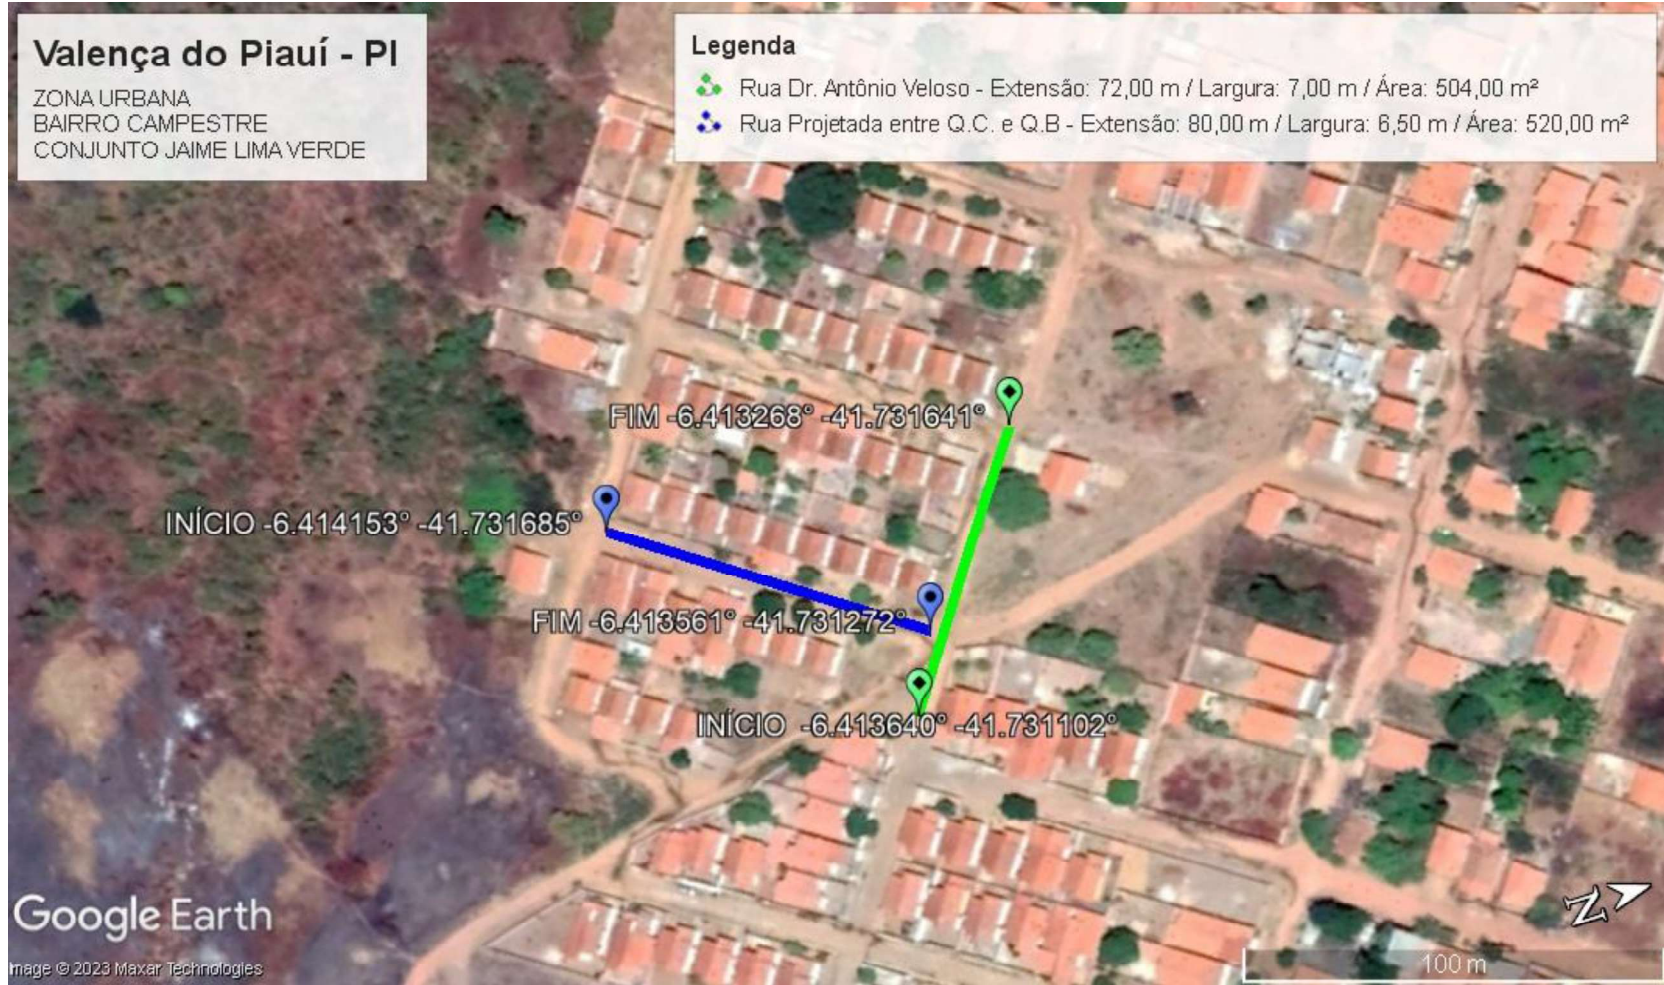 Valença do Piauí - PI
ZONA URBANA
BAIRRO CAMPESTRE
CONJUNTO JAIME LIMA VERDE
Legenda
Rua Dr. Antônio Veloso - Extensão: 72,00 m / Largura: 7,00 m / Área: 504,00 m²
Rua Projetada entre Q.C. e Q.B - Extensão: 80,00 m / Largura: 6,50 m / Área: 520,00 m²
FIM -6.413268° -41.731641°
INÍCIO -6.414153° -41.731685°
FIM -6.413561° -41.731272°
INÍCIO -6.413640° -41.731102°
N
Google Earth
Image © 2023 Maxar Technologies
100 m